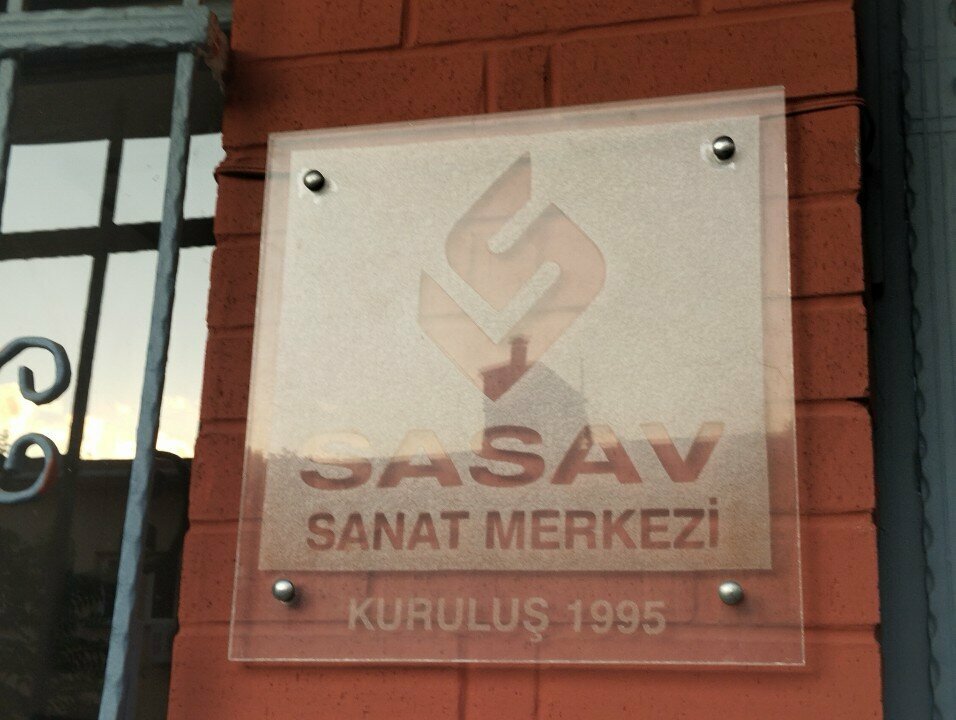 SASAV
SANAT MERKEZİ
KURULUŞ 1995